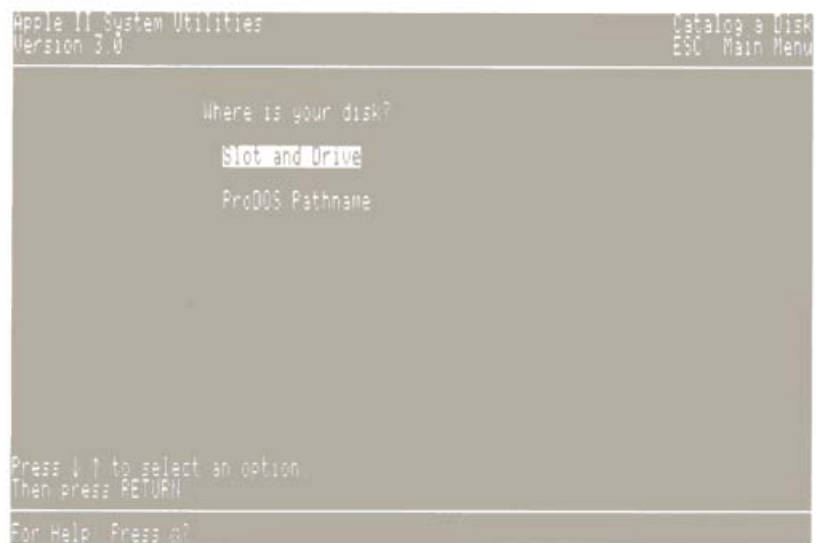 Apple II System Utilities
Version 3.0
Catalog a Disk
ESC: Main Menu
Where is your disk?
Slot and Drive
ProDOS Pathname
Press ↓ ↑ to select an option.
Then press RETURN
For Help: Press